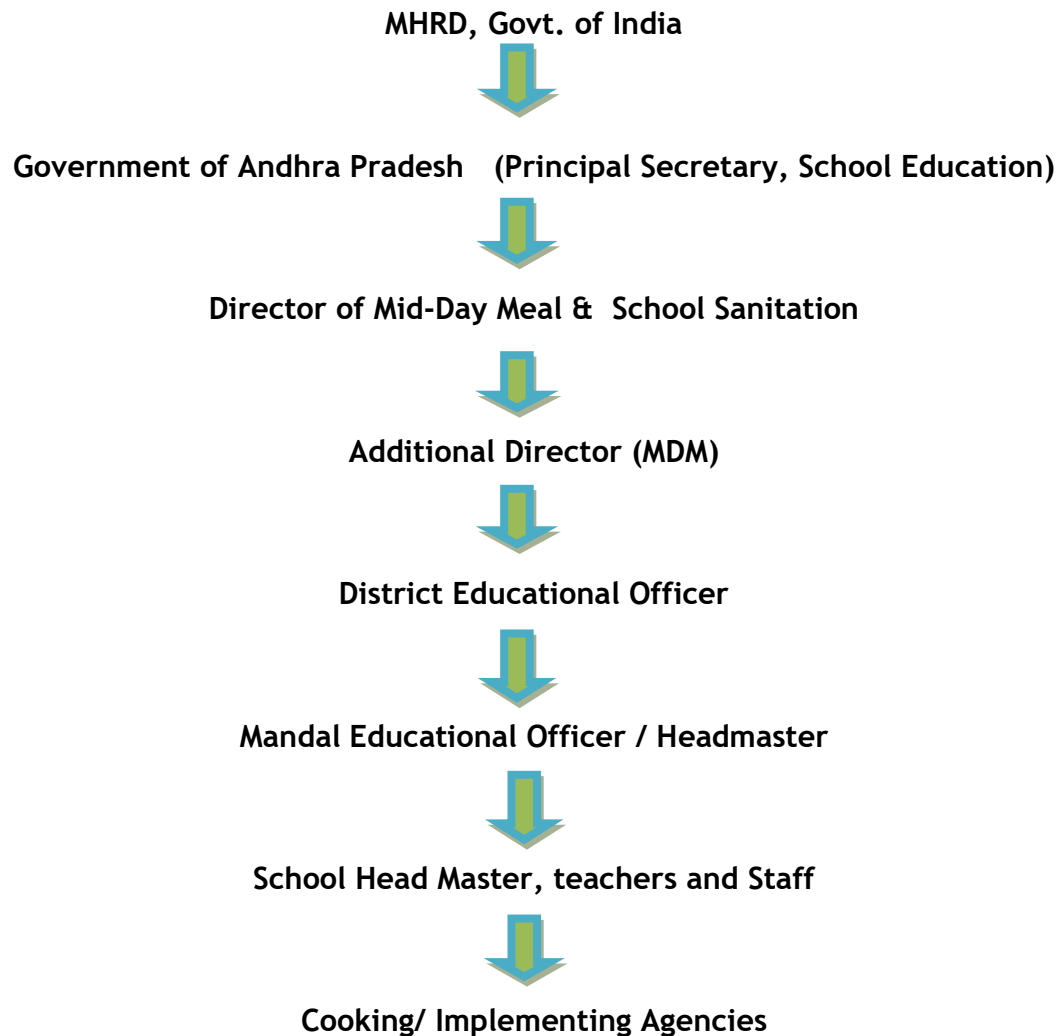 MHRD, Govt. of India
Government of Andhra Pradesh (Principal Secretary, School Education)
Director of Mid-Day Meal & School Sanitation
Additional Director (MDM)
District Educational Officer
Mandal Educational Officer / Headmaster
School Head Master, teachers and Staff
Cooking/ Implementing Agencies